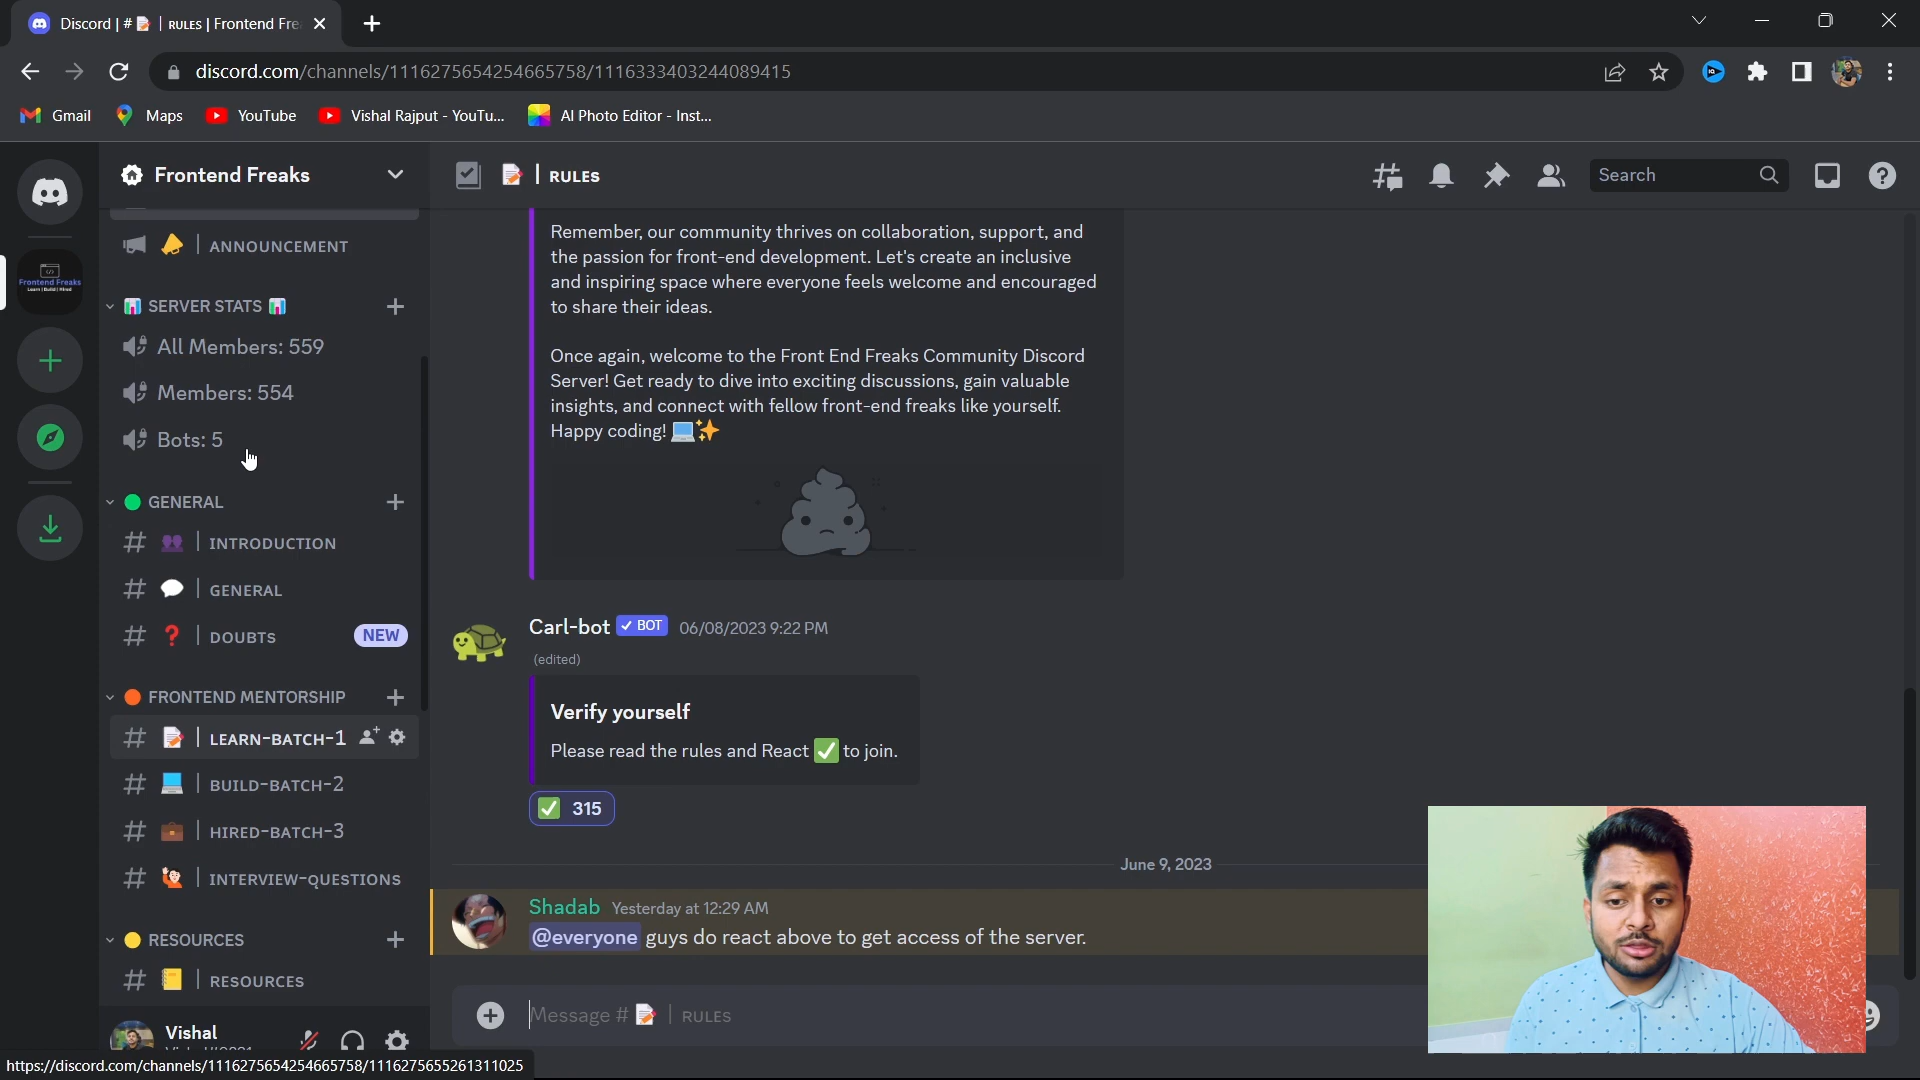 Discord | # 📝 | RULES | Frontend Fre
discord.com/channels/1116275654254665758/1116333403244089415
Gmail
Maps
YouTube
Vishal Rajput - YouTu...
AI Photo Editor - Inst...
Frontend Freaks
📝 | RULES
Search
Frontend Freaks
Learn | Build | Hired
📣 | ANNOUNCEMENT
📊 SERVER STATS 📊
All Members: 559
Members: 554
Bots: 5
🟢 GENERAL
# 👥 | INTRODUCTION
# 💬 | GENERAL
# ❓ | DOUBTS
NEW
🟠 FRONTEND MENTORSHIP
# 📝 | LEARN-BATCH-1
# 💻 | BUILD-BATCH-2
# 💼 | HIRED-BATCH-3
# 🙋 | INTERVIEW-QUESTIONS
🟡 RESOURCES
# 📒 | RESOURCES
Vishal
https://discord.com/channels/1116275654254665758/1116275655261311025
Remember, our community thrives on collaboration, support, and
the passion for front-end development. Let's create an inclusive
and inspiring space where everyone feels welcome and encouraged
to share their ideas.
Once again, welcome to the Front End Freaks Community Discord
Server! Get ready to dive into exciting discussions, gain valuable
insights, and connect with fellow front-end freaks like yourself.
Happy coding! 💻✨
Carl-bot ✓ BOT 06/08/2023 9:22 PM
(edited)
Verify yourself
Please read the rules and React ✅ to join.
✅ 315
June 9, 2023
Shadab Yesterday at 12:29 AM
@everyone guys do react above to get access of the server.
Message # 📝 | RULES